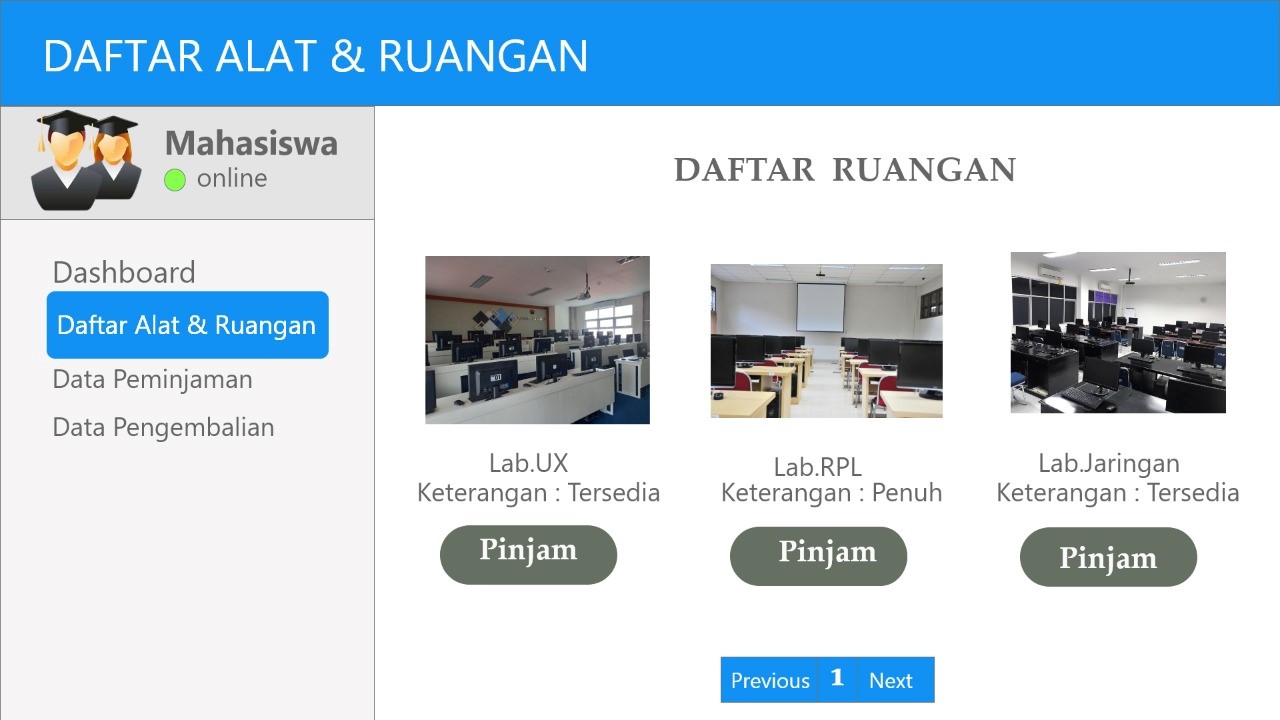 DAFTAR ALAT & RUANGAN
Mahasiswa
online
Dashboard
Daftar Alat & Ruangan
Data Peminjaman
Data Pengembalian
DAFTAR RUANGAN
Lab.UX
Keterangan : Tersedia
Pinjam
Lab.RPL
Keterangan : Penuh
Pinjam
Lab.Jaringan
Keterangan : Tersedia
Pinjam
Previous 1 Next